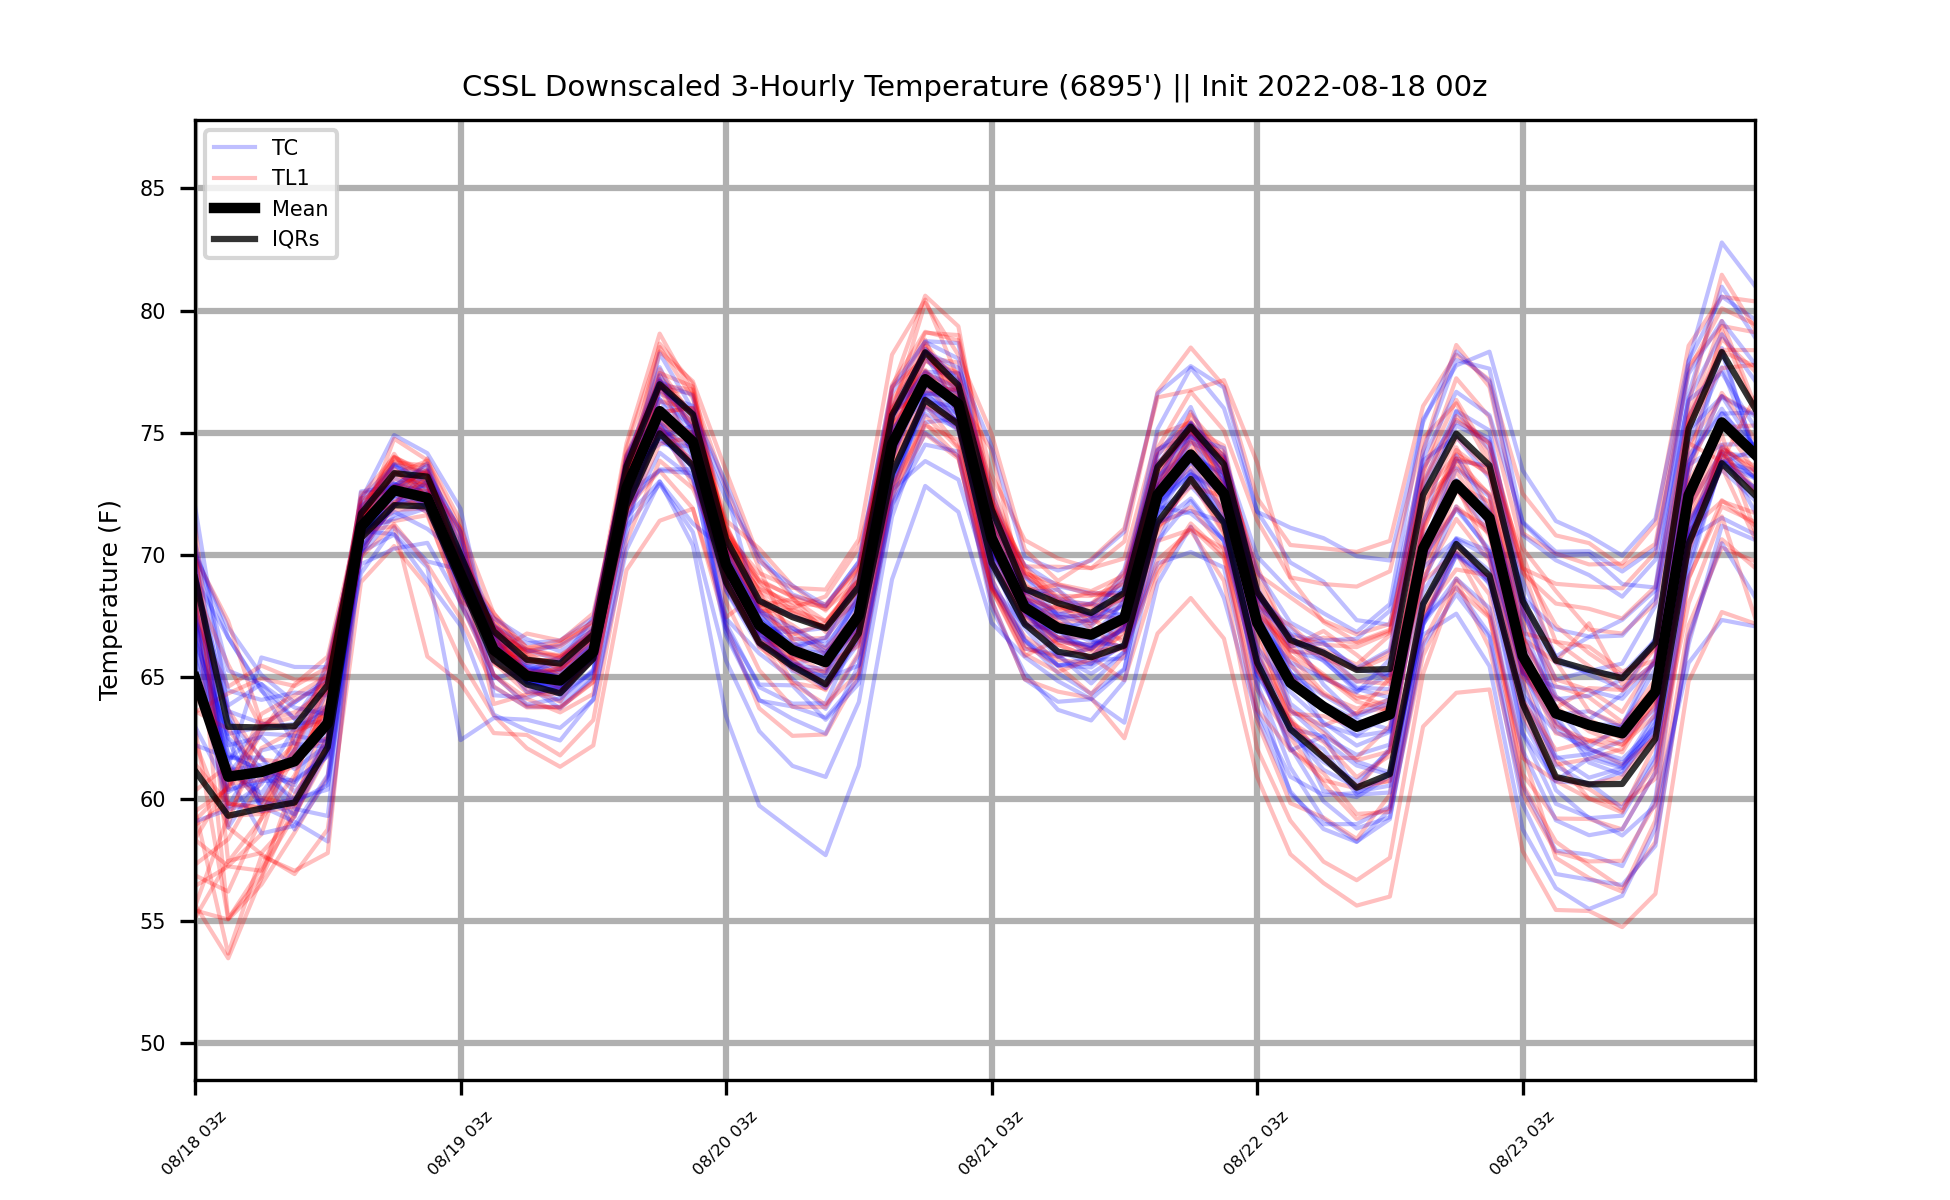 CSSL Downscaled 3-Hourly Temperature (6895') || Init 2022-08-18 00z
TC
TL1
Mean
IQRs
Temperature (F)
85
80
75
70
65
60
55
50
08/18 03z
08/19 03z
08/20 03z
08/21 03z
08/22 03z
08/23 03z